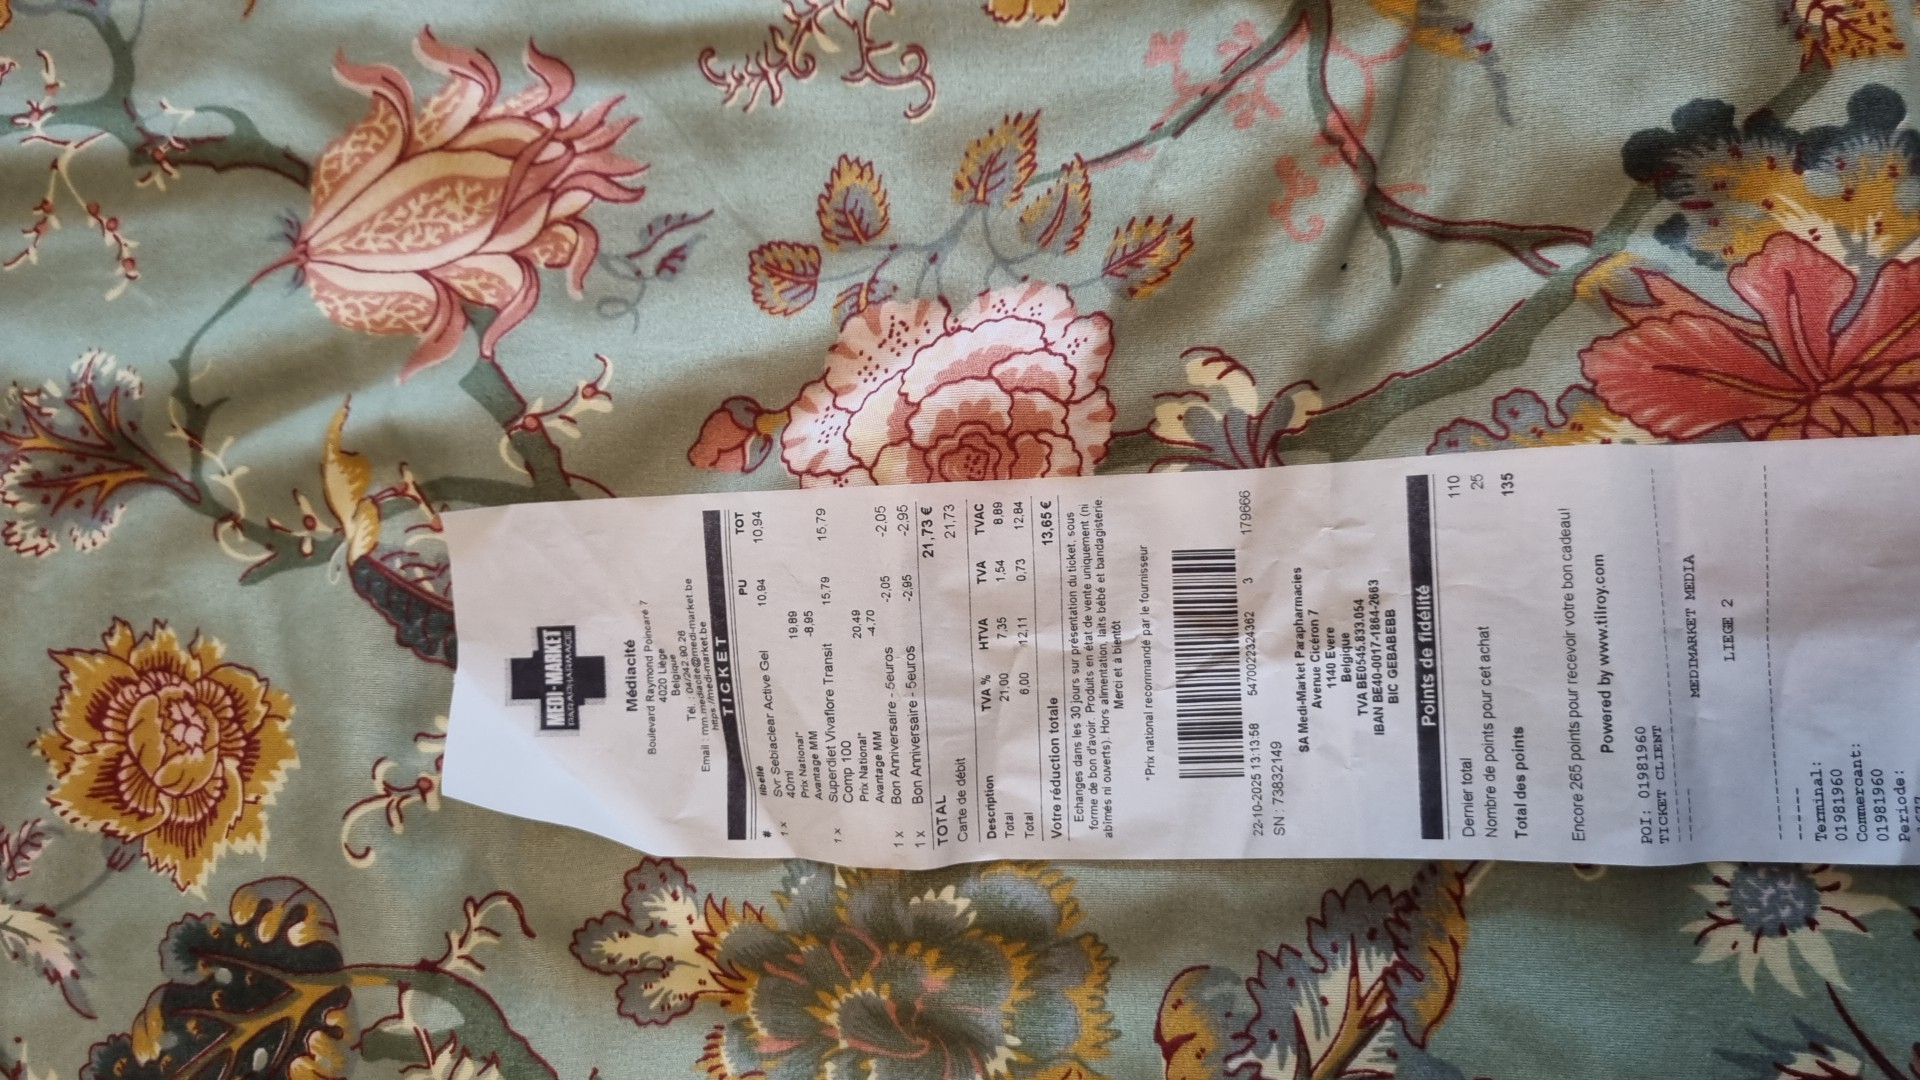 MEDI-MARKET
PARAPHARMACIE
Médiacité
Boulevard Raymond Poincaré 7
4020 Liège
Belgique
Tél. : 04/242.90.26
Email : mm.mediacite@medi-market.be
https://medi-market.be
TICKET
# libellé PU TOT
1 x Svr Sebiaclear Active Gel 10,94 10,94
40ml
Prix National* 19,89
Avantage MM -8,95
1 x Superdiet Vivaflore Transit 15,79 15,79
Comp 100
Prix National* 20,49
Avantage MM -4,70
1 x Bon Anniversaire - 5euros -2,05 -2,05
1 x Bon Anniversaire - 5euros -2,95 -2,95
TOTAL 21,73 €
Carte de débit 21,73
Description TVA % HTVA TVA TVAC
Total 21,00 7,35 1,54 8,89
Total 6,00 12,11 0,73 12,84
Votre réduction totale 13,65 €
Echanges dans les 30 jours sur présentation du ticket, sous
forme de bon d'avoir. Produits en état de vente uniquement (ni
abîmés ni ouverts). Hors alimentation, laits bébé et bandagisterie.
Merci et à bientôt
*Prix national recommandé par le fournisseur
22-10-2025 13:13:58 5470022324362 3 179666
SN : 73832149
SA Medi-Market Parapharmacies
Avenue Cicéron 7
1140 Evere
Belgique
TVA BE0545.833.054
IBAN BE40-0017-1864-2663
BIC GEBABEBB
Points de fidélité
Dernier total 110
Nombre de points pour cet achat 25
Total des points 135
Encore 265 points pour recevoir votre bon cadeau!
Powered by www.tilroy.com
POI: 01981960
TICKET CLIENT
MEDIMARKET MEDIA
LIEGE 2
Terminal:
01981960
Commercant:
01981960
Periode: